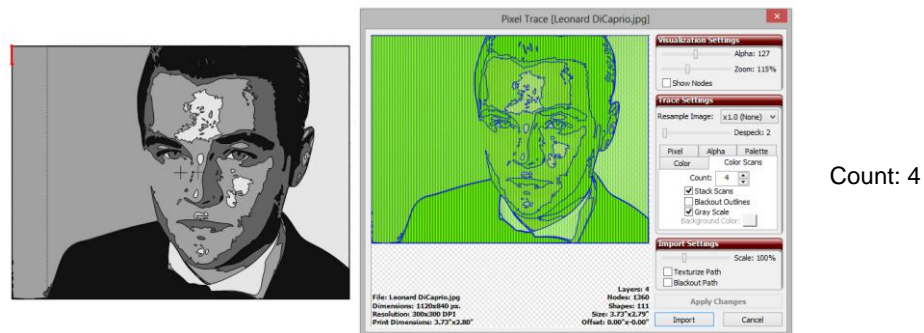 Pixel Trace [Leonard DiCaprio.jpg]
Visualization Settings
Alpha: 127
Zoom: 115%
Show Nodes
Trace Settings
Resample Image: x1.0 (None)
Despeck: 2
Pixel Alpha Palette
Color Color Scans
Count: 4
Stack Scans
Blackout Outlines
Gray Scale
Background Color:
Import Settings
Scale: 100%
Texturize Path
Blackout Path
Apply Changes
Import Cancel
File: Leonard DiCaprio.jpg
Dimensions: 1120x840 px.
Resolution: 300x300 DPI
Print Dimensions: 3.73"x2.80"
Layers: 4
Nodes: 1360
Shapes: 111
Size: 3.73"x2.79"
Offset: 0.00"x-0.00"
Count: 4